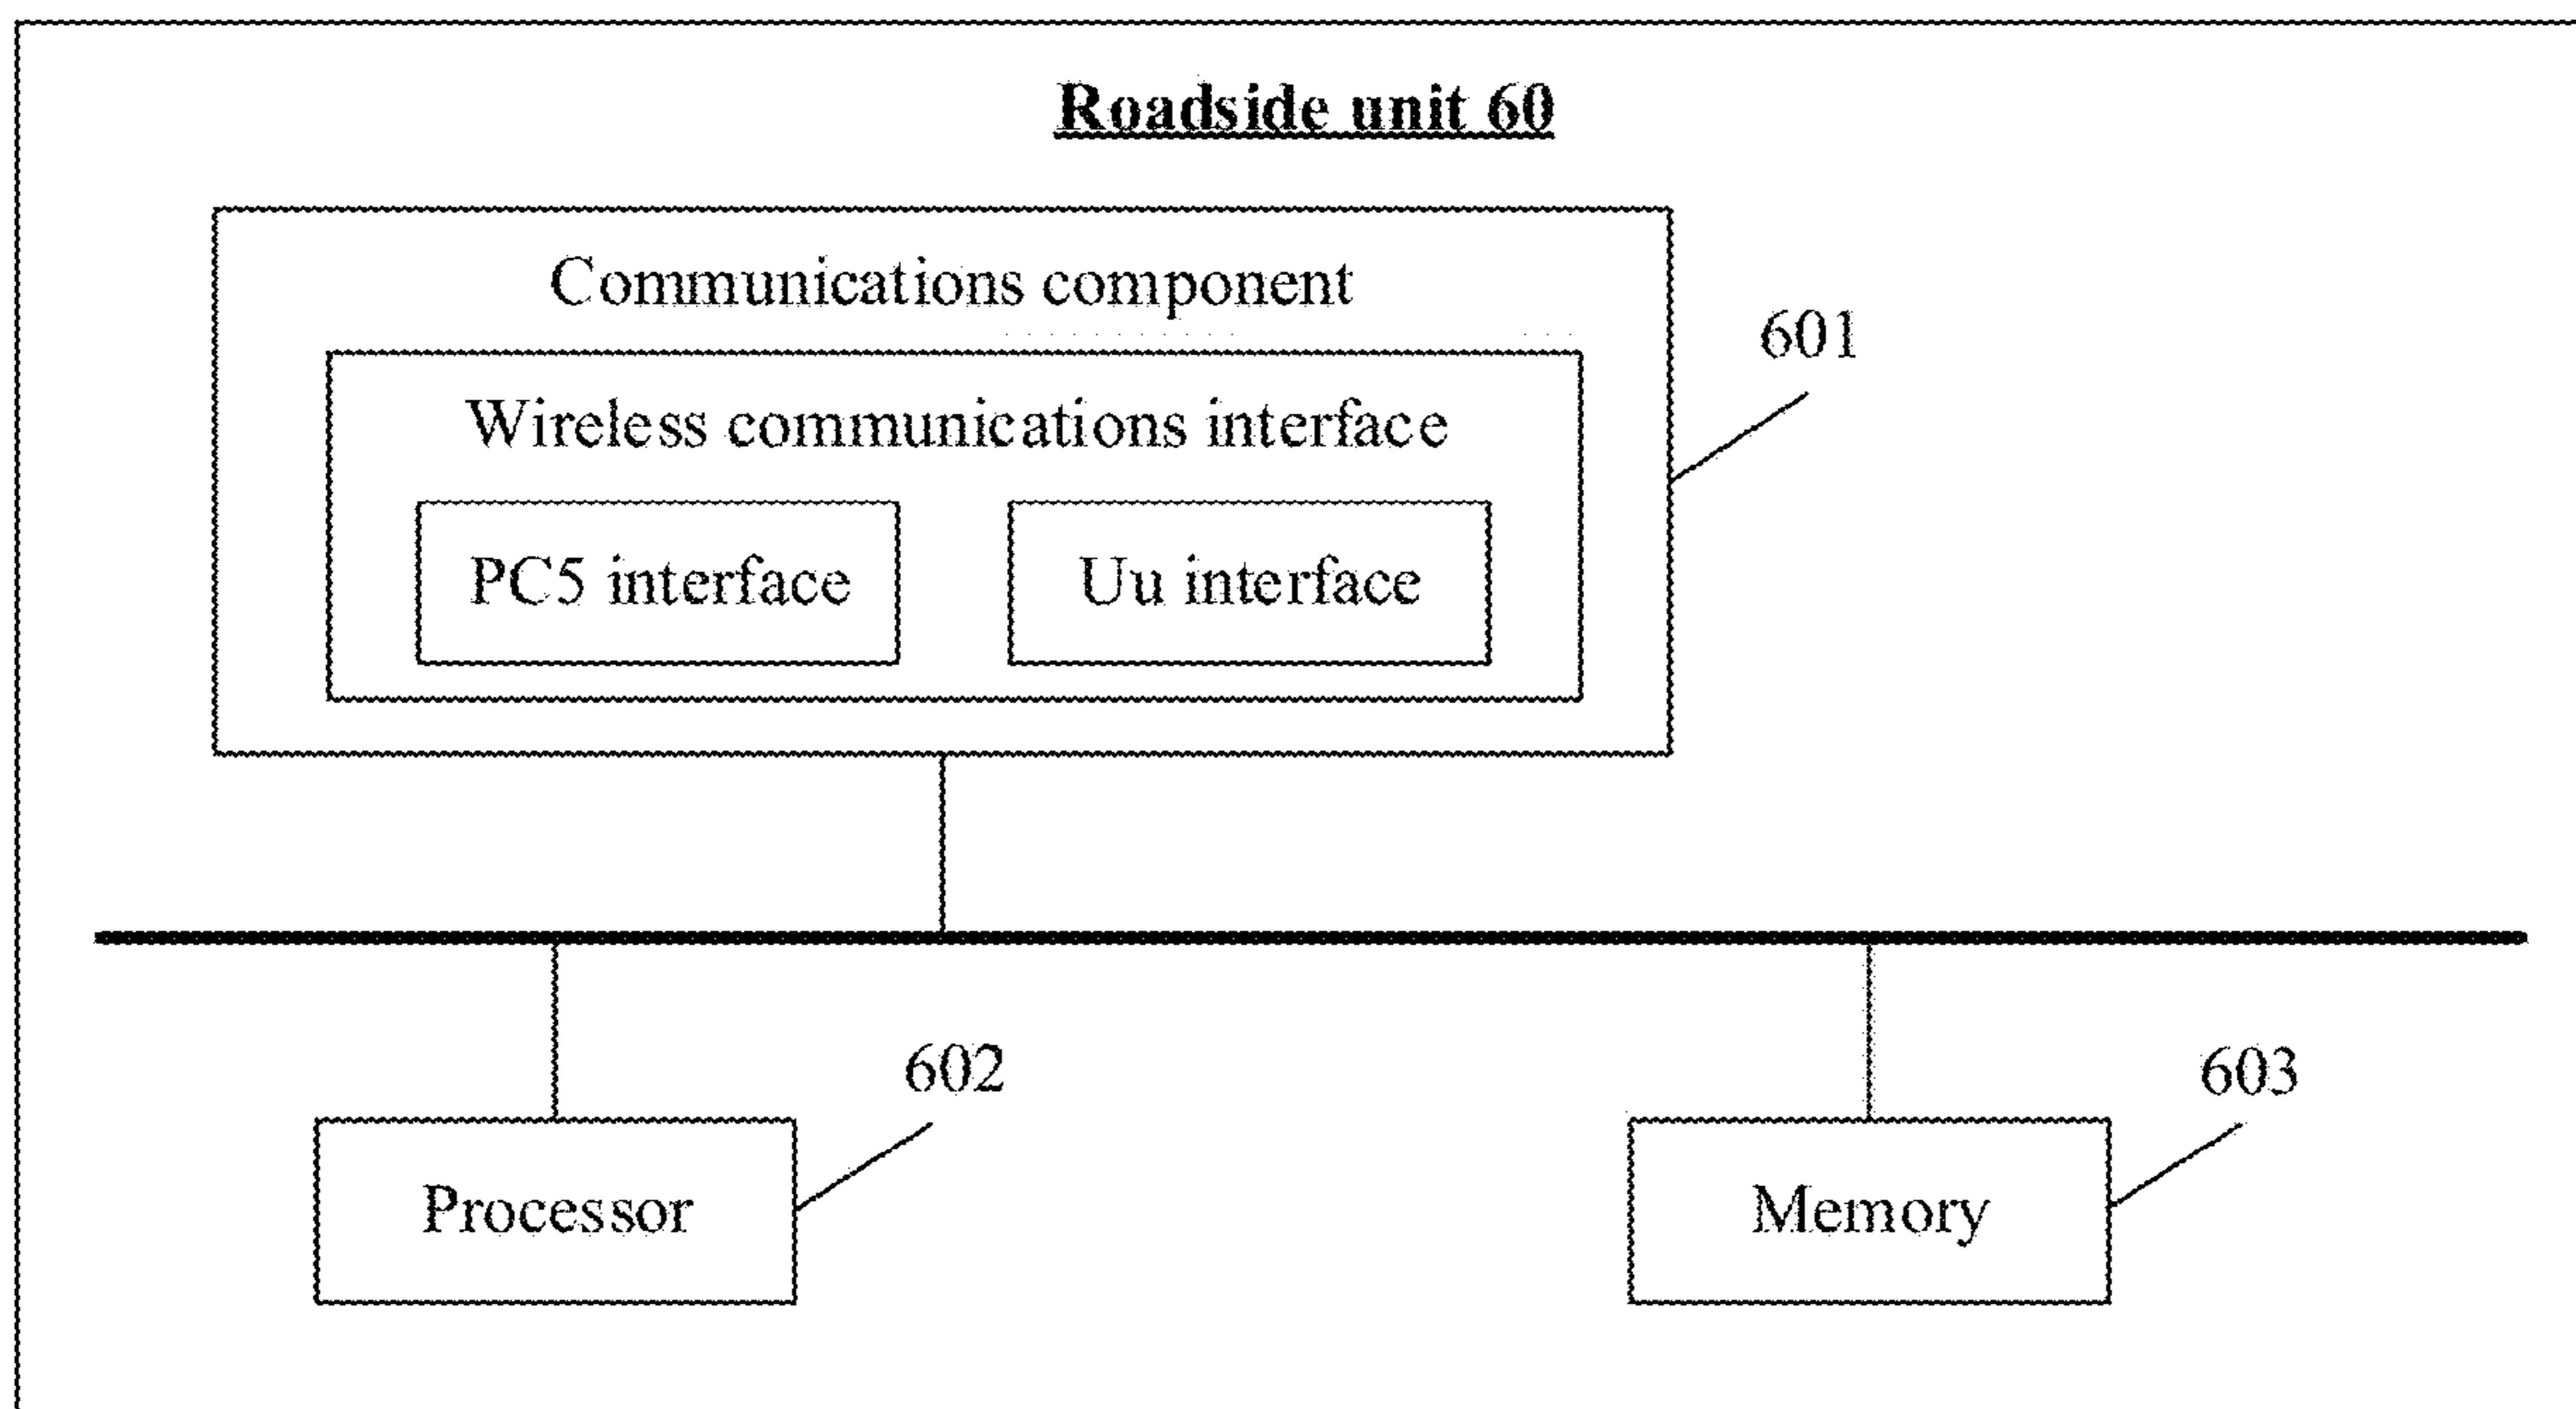 Roadside unit 60
Communications component
601
Wireless communications interface
PC5 interface
Uu interface
602
603
Processor
Memory